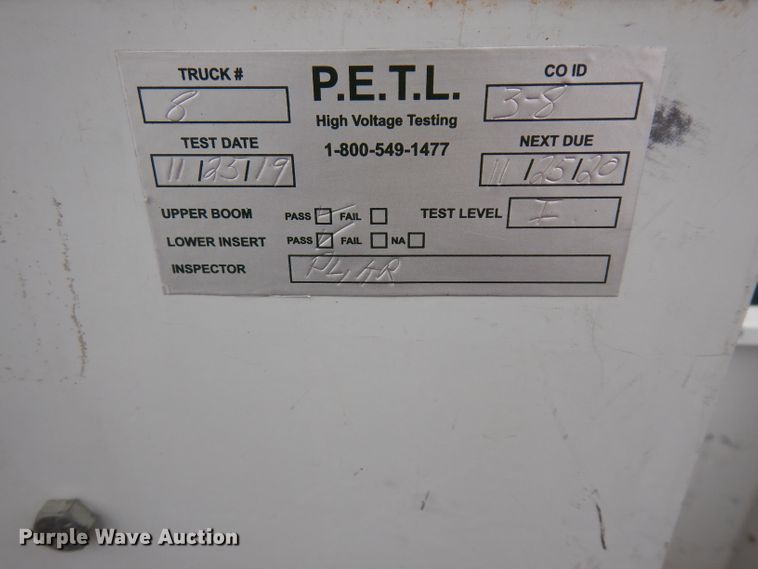 TRUCK # P.E.T.L. CO ID
8 High Voltage Testing 3-8
TEST DATE 1-800-549-1477 NEXT DUE
11/25/19 11/25/20
UPPER BOOM PASS FAIL TEST LEVEL I
LOWER INSERT PASS FAIL NA
INSPECTOR PL, KR
Purple Wave Auction